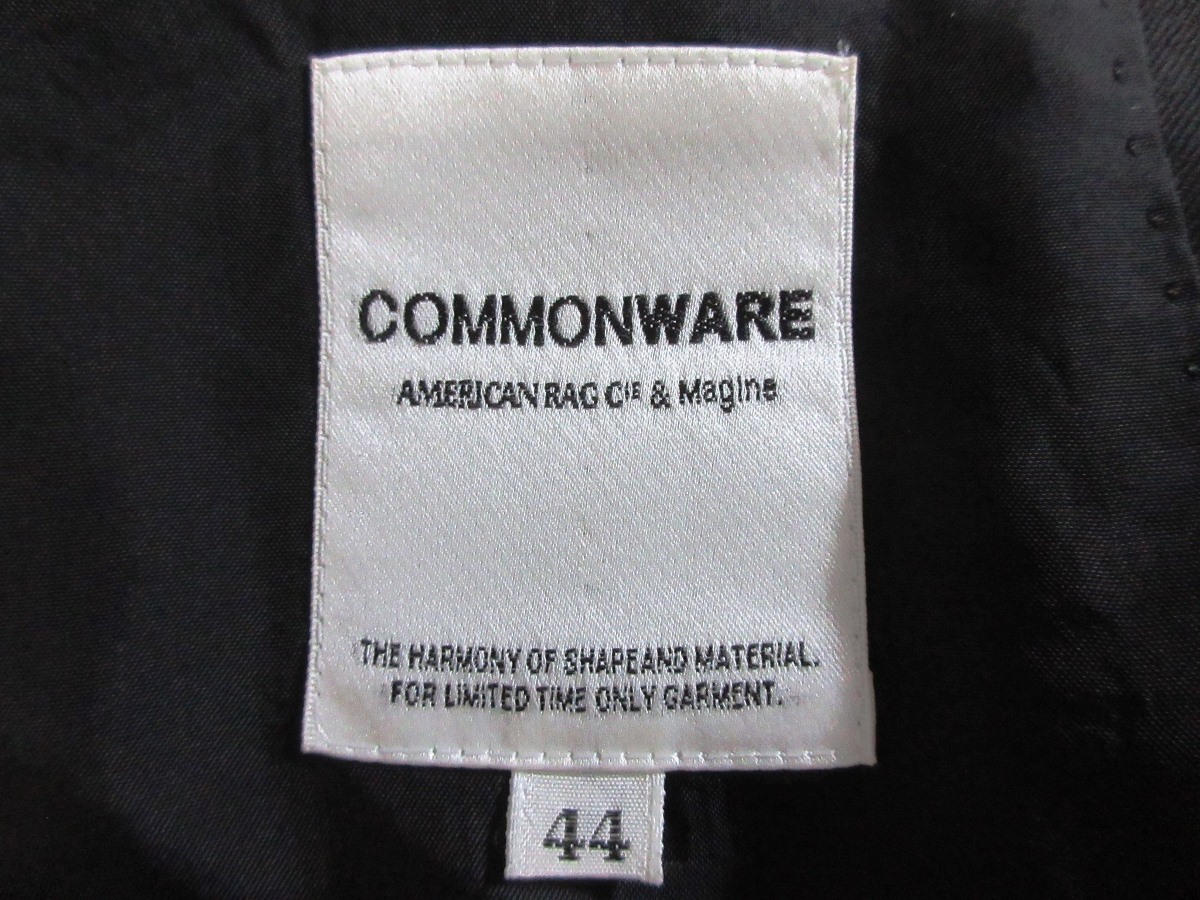 COMMONWARE
AMERICAN RAG CIE & Magine
THE HARMONY OF SHAPEAND MATERIAL.
FOR LIMITED TIME ONLY GARMENT.
44